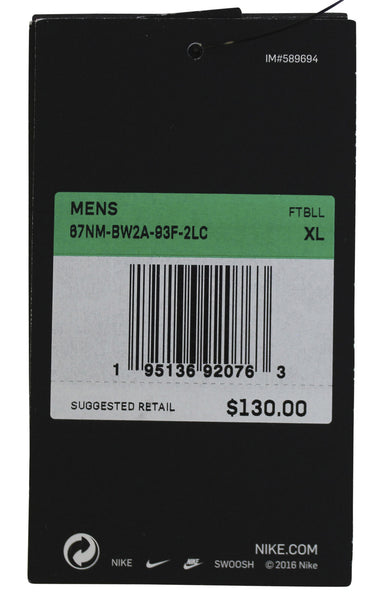 IM#589694
MENS FTBLL
67NM-BW2A-93F-2LC XL
1 95136 92076 3
SUGGESTED RETAIL $130.00
NIKE.COM
NIKE SWOOSH © 2016 Nike